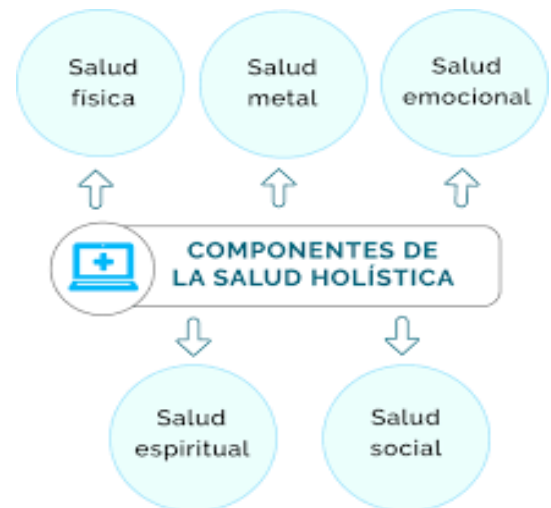 Salud
física
Salud
metal
Salud
emocional
COMPONENTES DE
LA SALUD HOLÍSTICA
Salud
espiritual
Salud
social